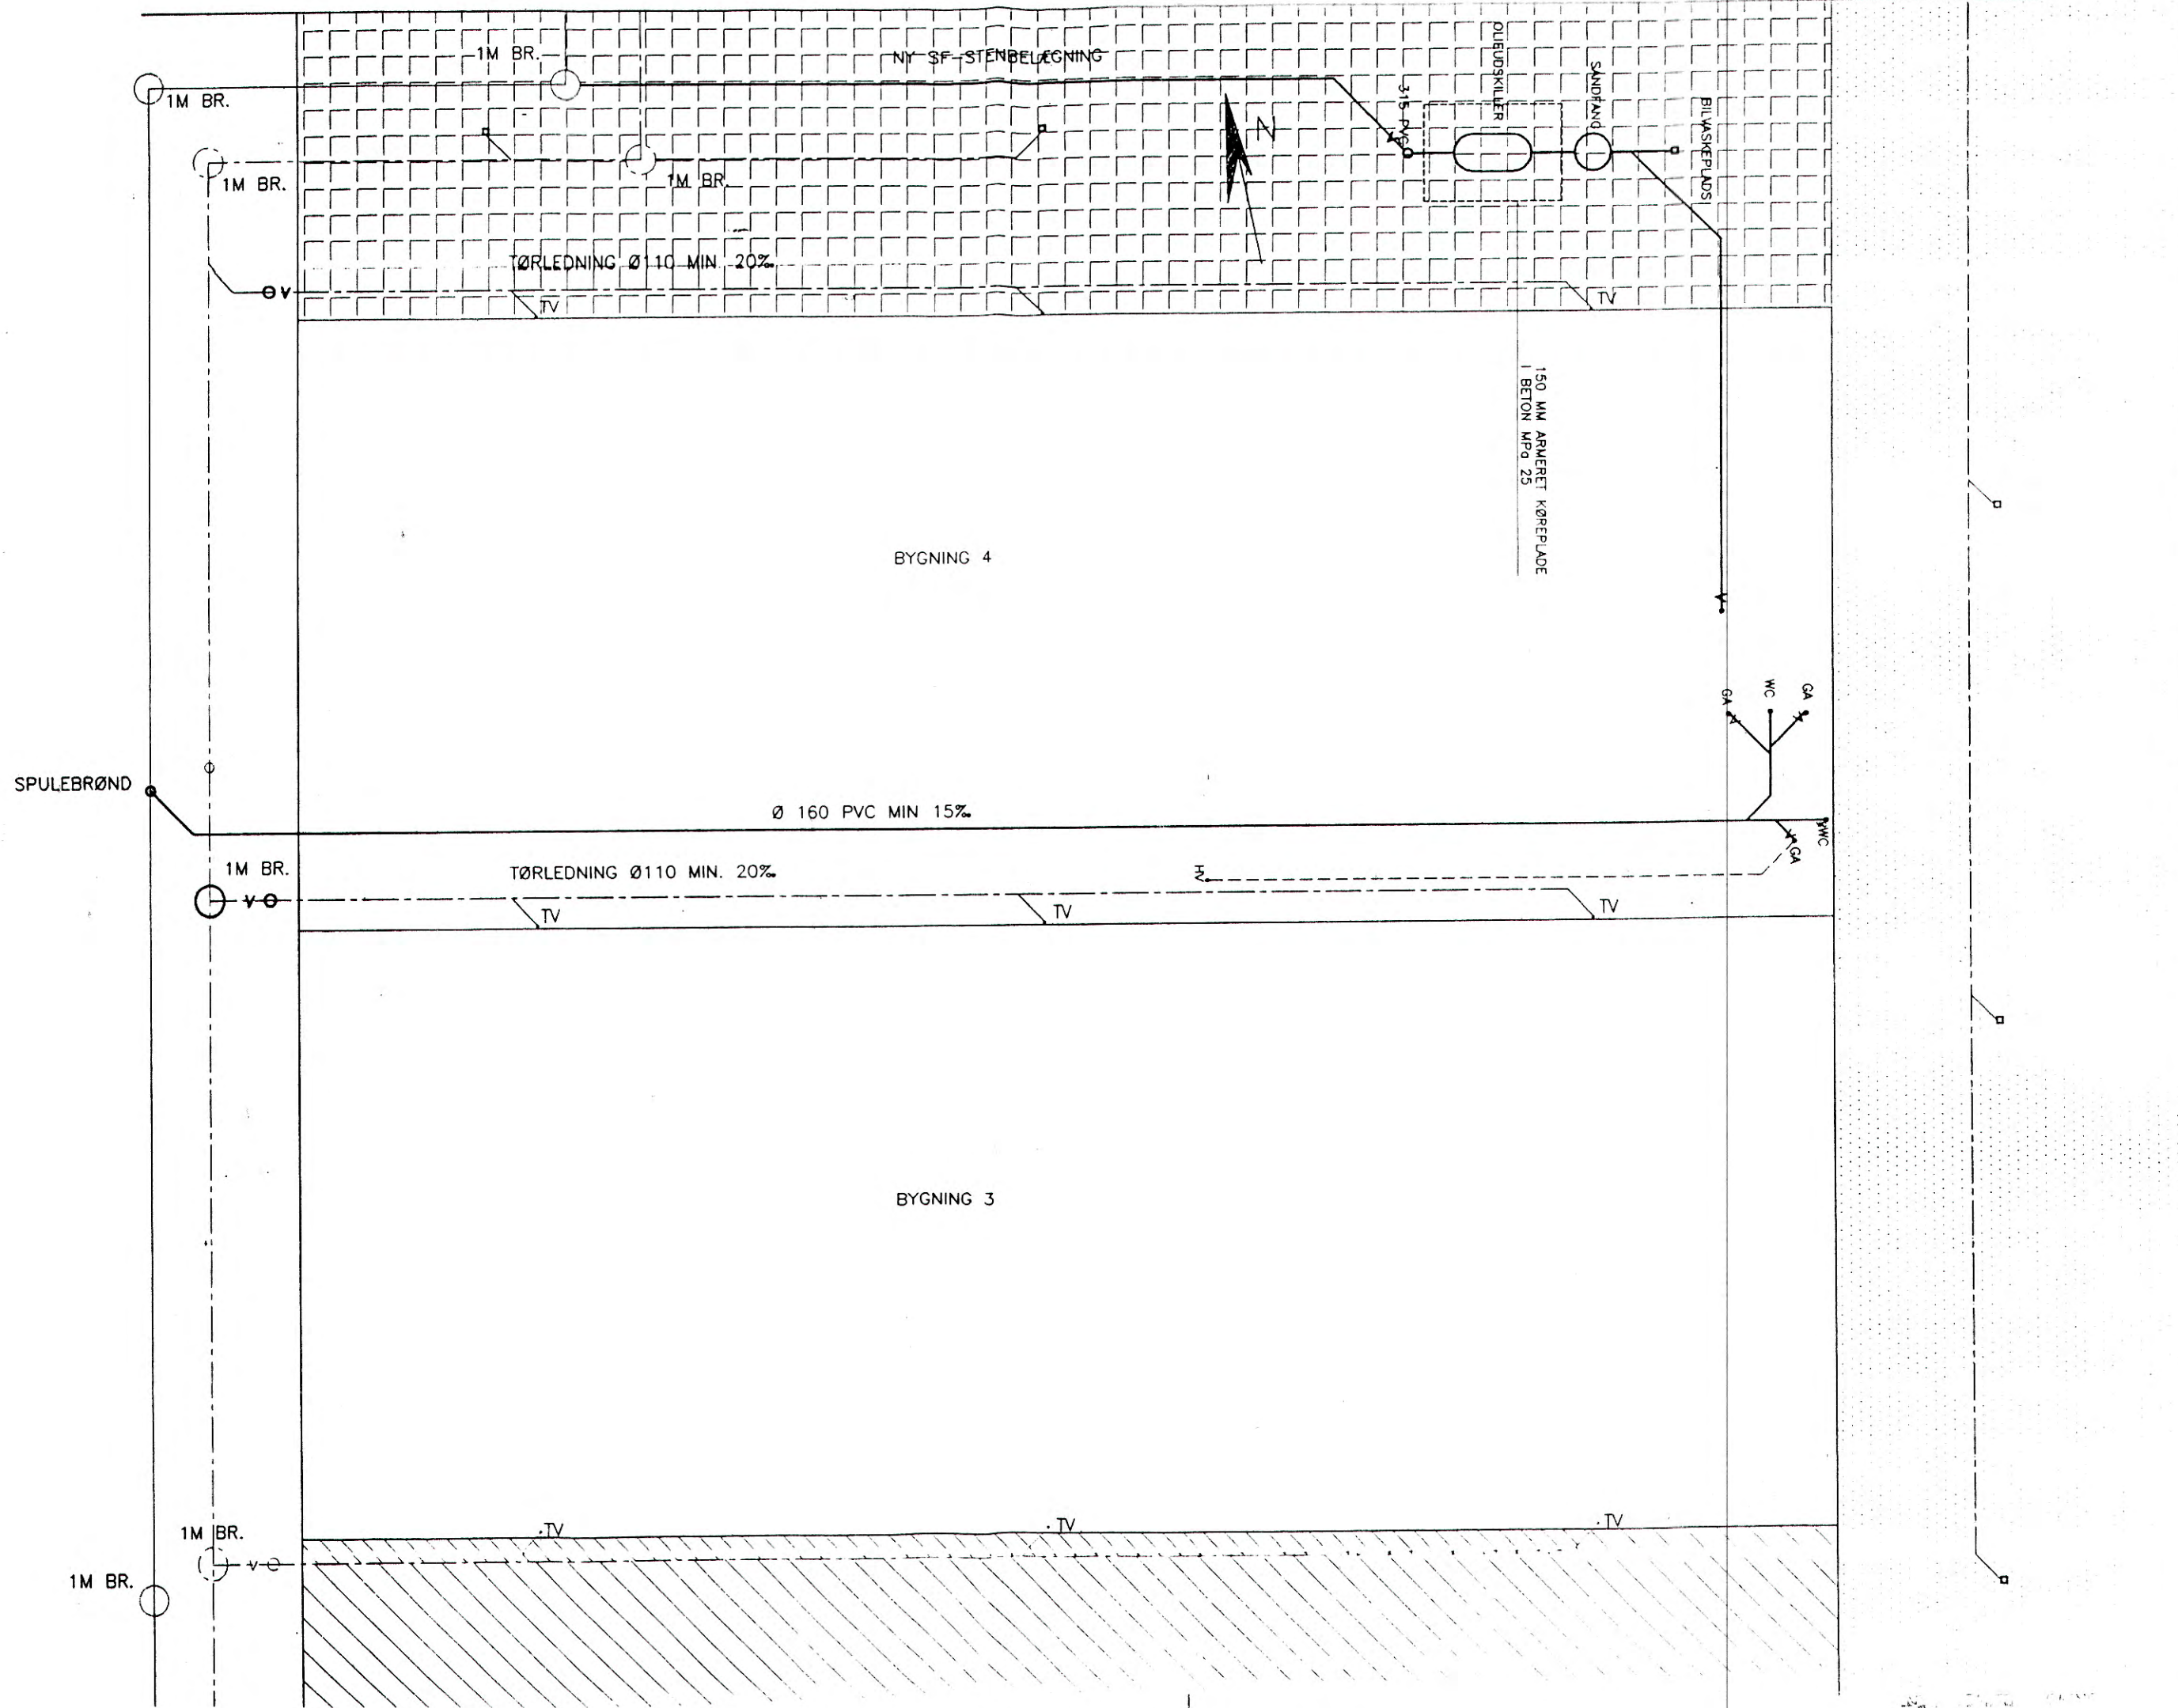 1M BR.
NY SF-STENBELÆGNING
OLIEUDSKILLER
SANDFANG
1M BR.
315 PVC
BILVASKEPLADS
N
1M BR.
1M BR.
TØRLEDNING Ø110 MIN. 20‰
V
TV
TV
150 MM ARMERET KØREPLADE
I BETON MPa 25
BYGNING 4
GA
WC
GA
SPULEBRØND
Ø 160 PVC MIN 15‰
WC
GA
1M BR.
TØRLEDNING Ø110 MIN. 20‰
V
TV
TV
TV
BYGNING 3
1M BR.
TV
TV
TV
V
1M BR.